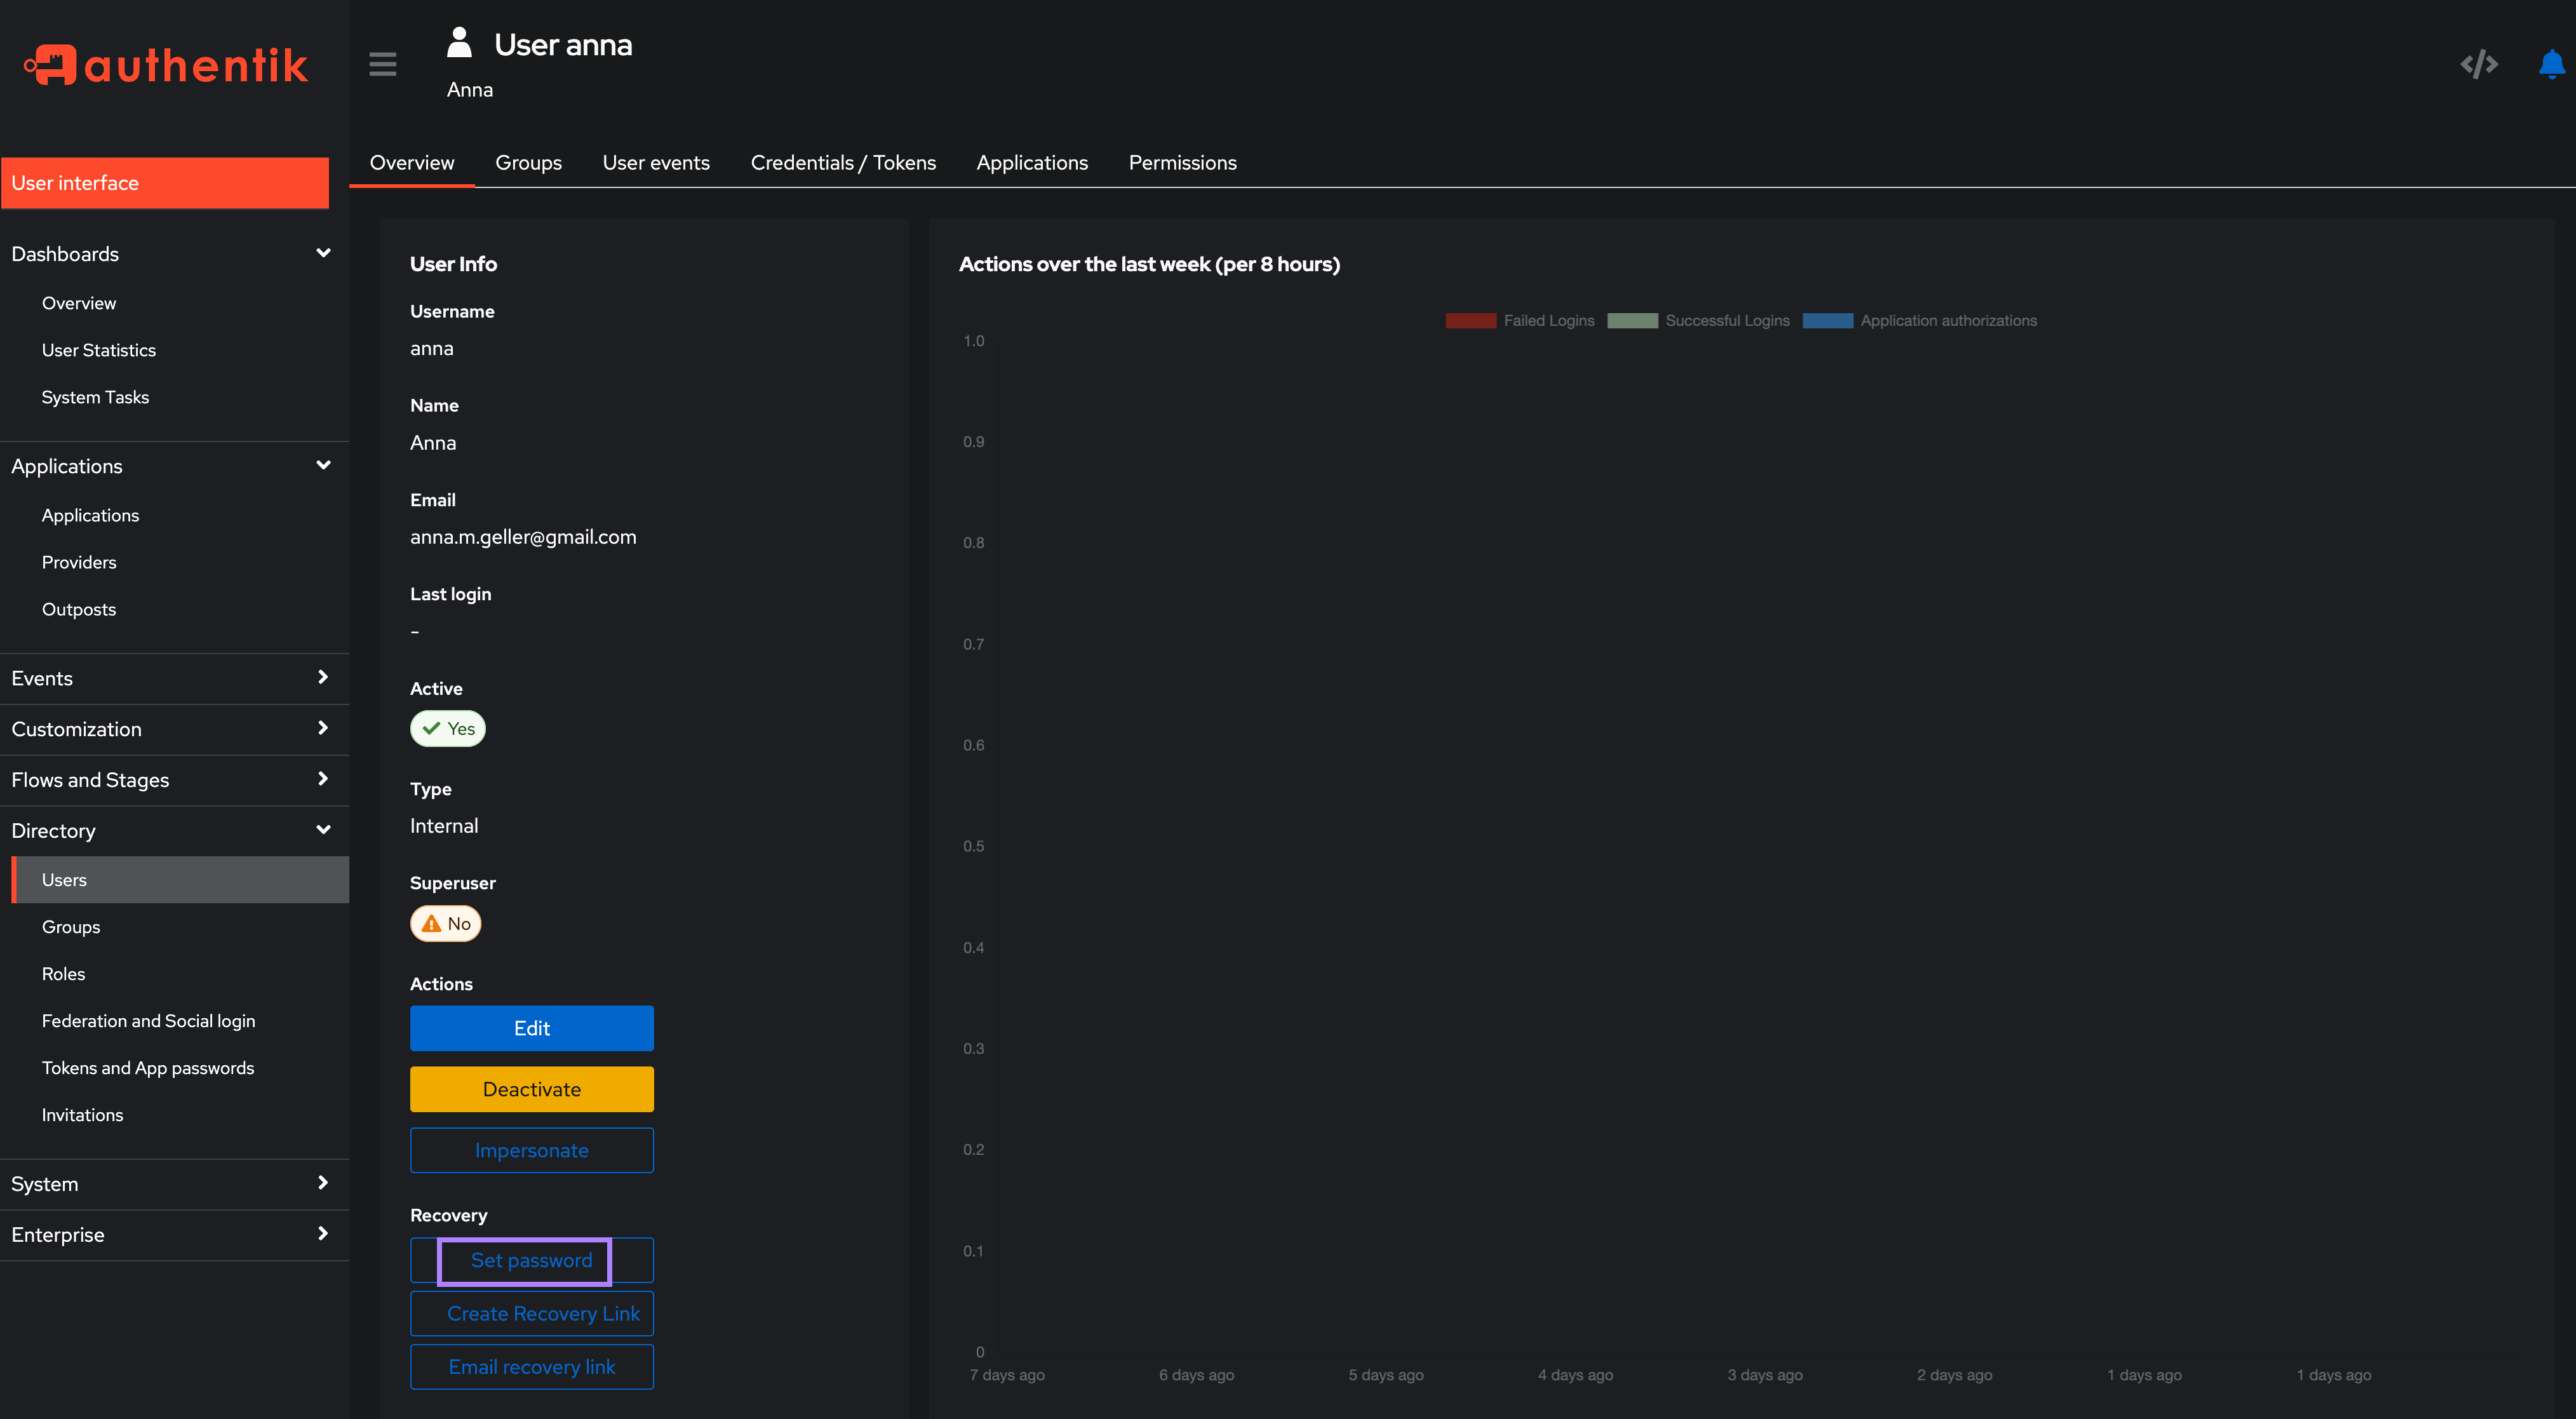 authentik
User anna
Anna
User interface
Dashboards
Overview
User Statistics
System Tasks
Applications
Applications
Providers
Outposts
Events
Customization
Flows and Stages
Directory
Users
Groups
Roles
Federation and Social login
Tokens and App passwords
Invitations
System
Enterprise
Overview Groups User events Credentials / Tokens Applications Permissions
User Info
Username
anna
Name
Anna
Email
anna.m.geller@gmail.com
Last login
-
Active
Yes
Type
Internal
Superuser
No
Actions
Edit
Deactivate
Impersonate
Recovery
Set password
Create Recovery Link
Email recovery link
Actions over the last week (per 8 hours)
Failed Logins Successful Logins Application authorizations
1.0
0.9
0.8
0.7
0.6
0.5
0.4
0.3
0.2
0.1
0
7 days ago 6 days ago 5 days ago 4 days ago 3 days ago 2 days ago 1 days ago 1 days ago